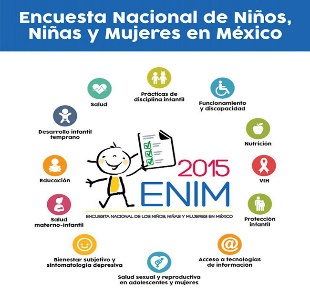 Encuesta Nacional de Niños,
Niñas y Mujeres en México
Prácticas de
disciplina infantil
Salud
Funcionamiento
y discapacidad
Desarrollo infantil
temprano
Nutrición
2015
ENIM
ENCUESTA NACIONAL DE LOS NIÑOS, NIÑAS Y MUJERES EN MÉXICO
Educación
VIH
Salud
materno-infantil
Protección
infantil
Bienestar subjetivo y
sintomatología depresiva
Acceso a tecnologías
de información
Salud sexual y reproductiva
en adolescentes y mujeres